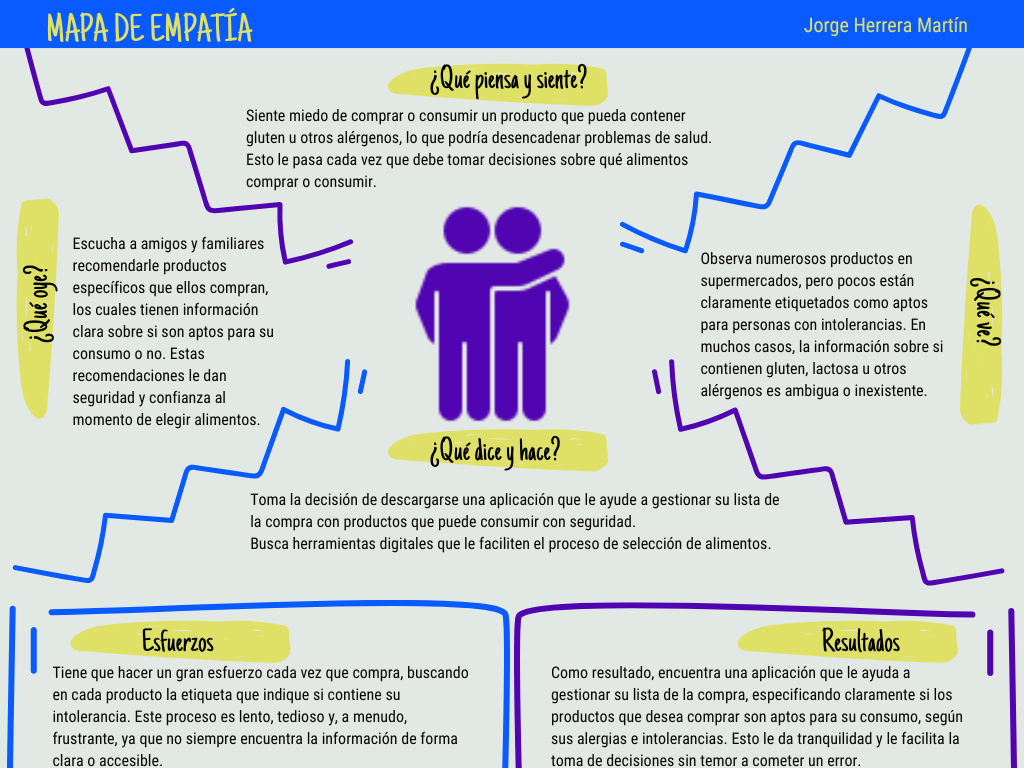 MAPA DE EMPATÍA
Jorge Herrera Martín
¿Qué piensa y siente?
Siente miedo de comprar o consumir un producto que pueda contener
gluten u otros alérgenos, lo que podría desencadenar problemas de salud.
Esto le pasa cada vez que debe tomar decisiones sobre qué alimentos
comprar o consumir.
¿Qué oye?
Escucha a amigos y familiares
recomendarle productos
específicos que ellos compran,
los cuales tienen información
clara sobre si son aptos para su
consumo o no. Estas
recomendaciones le dan
seguridad y confianza al
momento de elegir alimentos.
¿Qué ve?
Observa numerosos productos en
supermercados, pero pocos están
claramente etiquetados como aptos
para personas con intolerancias. En
muchos casos, la información sobre si
contienen gluten, lactosa u otros
alérgenos es ambigua o inexistente.
¿Qué dice y hace?
Toma la decisión de descargarse una aplicación que le ayude a gestionar su lista de
la compra con productos que puede consumir con seguridad.
Busca herramientas digitales que le faciliten el proceso de selección de alimentos.
Esfuerzos
Tiene que hacer un gran esfuerzo cada vez que compra, buscando
en cada producto la etiqueta que indique si contiene su
intolerancia. Este proceso es lento, tedioso y, a menudo,
frustrante, ya que no siempre encuentra la información de forma
clara o accesible.
Resultados
Como resultado, encuentra una aplicación que le ayuda a
gestionar su lista de la compra, especificando claramente si los
productos que desea comprar son aptos para su consumo, según
sus alergias e intolerancias. Esto le da tranquilidad y le facilita la
toma de decisiones sin temor a cometer un error.